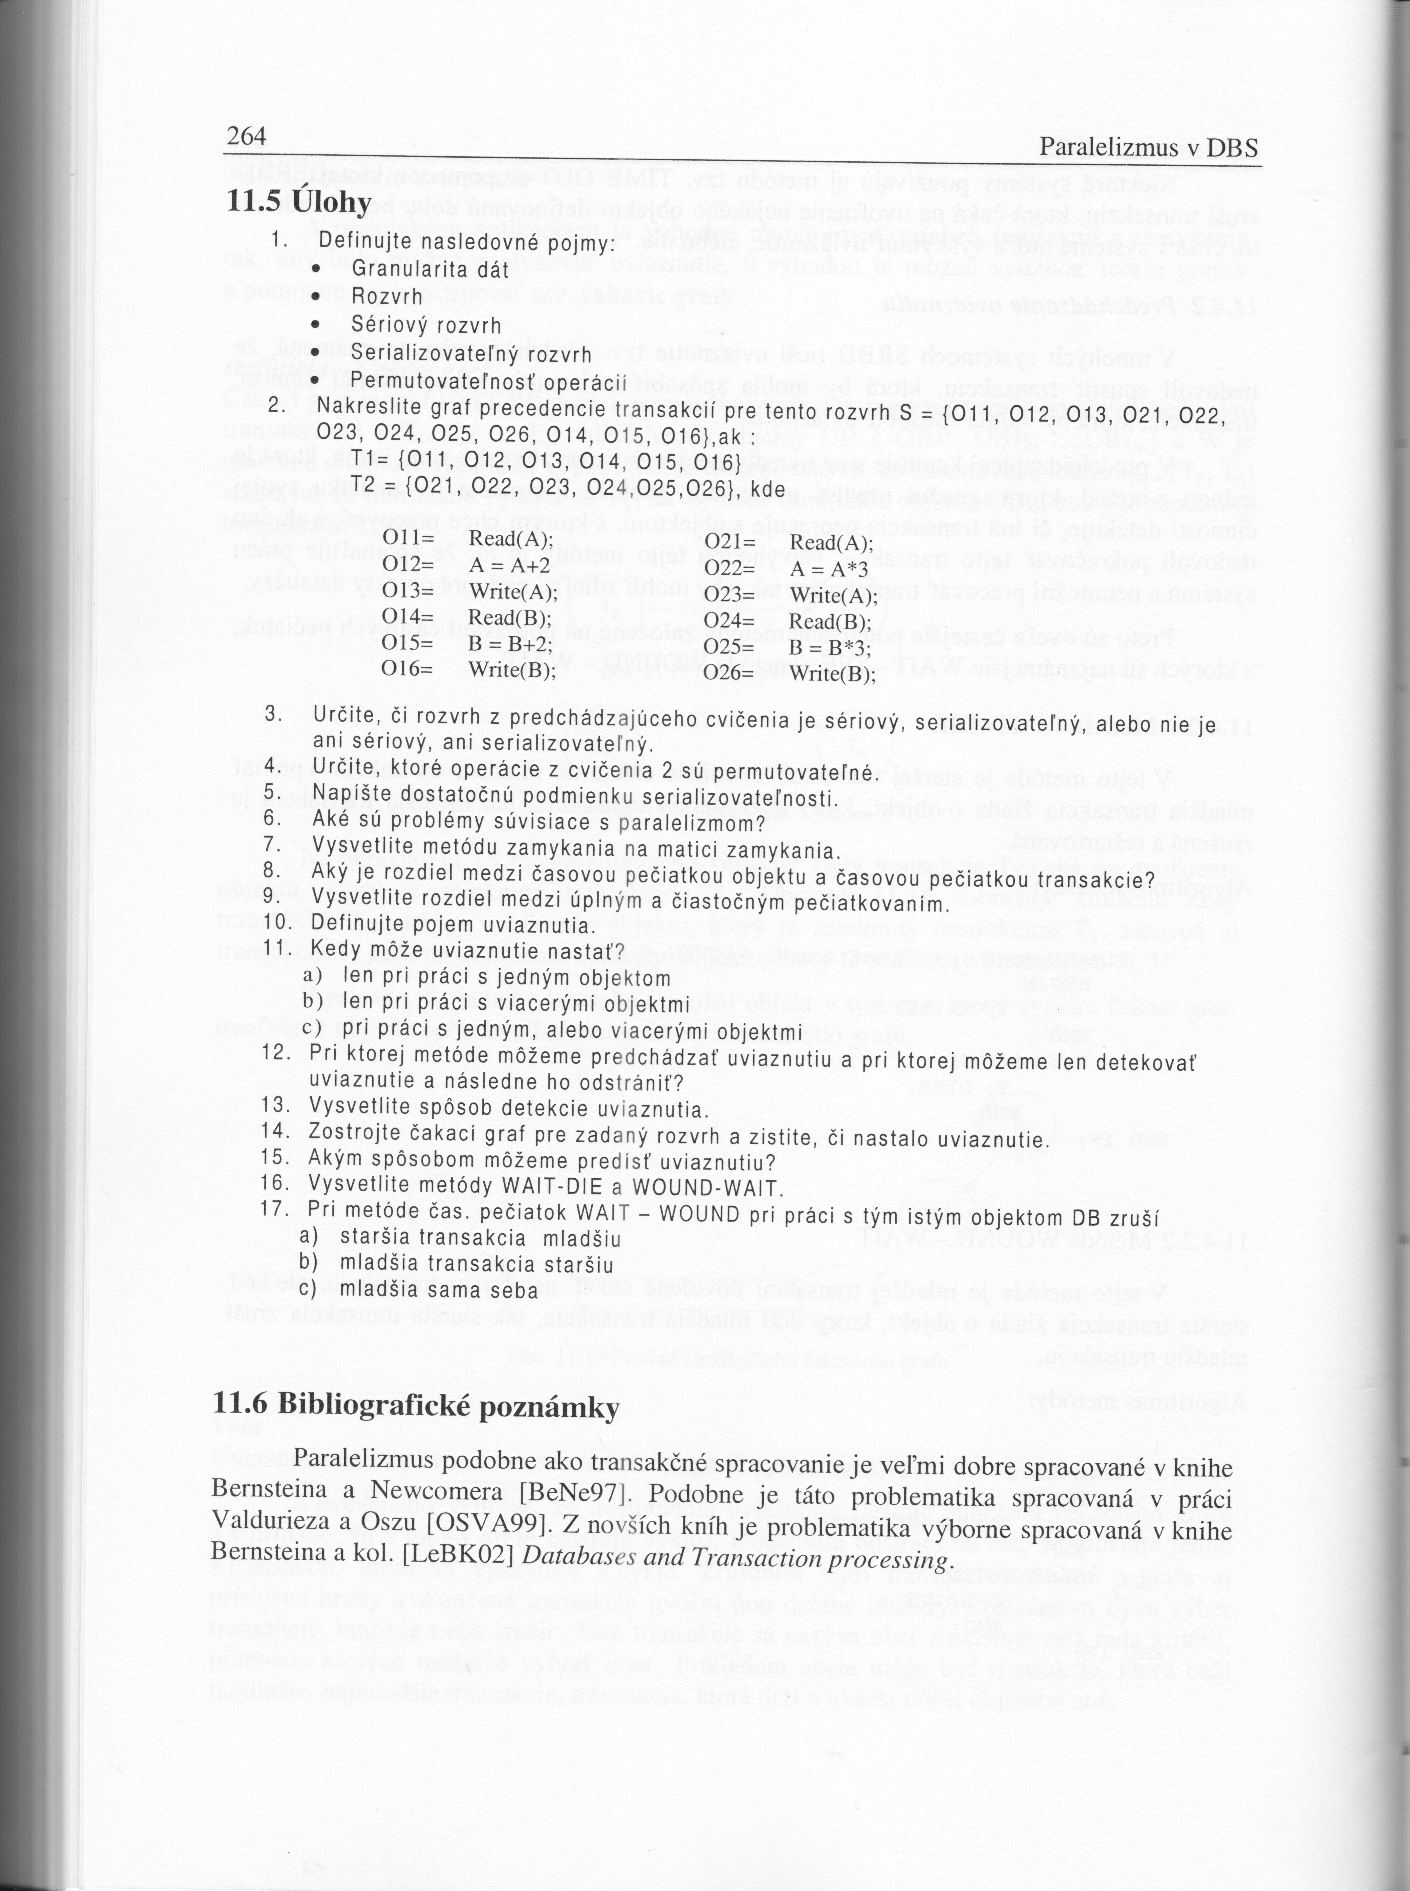 264
Paralelizmus v DBS
11.5 Úlohy
1. Definujte nasledovné pojmy:
• Granularita dát
• Rozvrh
• Sériový rozvrh
• Serializovateľný rozvrh
• Permutovateľnosť operácií
2. Nakreslite graf precedencie transakcií pre tento rozvrh S = {O11, O12, O13, O21, O22,
O23, O24, O25, O26, O14, O15, O16},ak :
T1= {O11, O12, O13, O14, O15, O16}
T2 = {O21, O22, O23, O24,O25,O26}, kde
O11= Read(A); O21= Read(A);
O12= A = A+2 O22= A = A*3
O13= Write(A); O23= Write(A);
O14= Read(B); O24= Read(B);
O15= B = B+2; O25= B = B*3;
O16= Write(B); O26= Write(B);
3. Určite, či rozvrh z predchádzajúceho cvičenia je sériový, serializovateľný, alebo nie je
ani sériový, ani serializovateľný.
4. Určite, ktoré operácie z cvičenia 2 sú permutovateľné.
5. Napíšte dostatočnú podmienku serializovateľnosti.
6. Aké sú problémy súvisiace s paralelizmom?
7. Vysvetlite metódu zamykania na matici zamykania.
8. Aký je rozdiel medzi časovou pečiatkou objektu a časovou pečiatkou transakcie?
9. Vysvetlite rozdiel medzi úplným a čiastočným pečiatkovaním.
10. Definujte pojem uviaznutia.
11. Kedy môže uviaznutie nastať?
a) len pri práci s jedným objektom
b) len pri práci s viacerými objektmi
c) pri práci s jedným, alebo viacerými objektmi
12. Pri ktorej metóde môžeme predchádzať uviaznutiu a pri ktorej môžeme len detekovať
uviaznutie a následne ho odstrániť?
13. Vysvetlite spôsob detekcie uviaznutia.
14. Zostrojte čakací graf pre zadaný rozvrh a zistite, či nastalo uviaznutie.
15. Akým spôsobom môžeme predísť uviaznutiu?
16. Vysvetlite metódy WAIT-DIE a WOUND-WAIT.
17. Pri metóde čas. pečiatok WAIT – WOUND pri práci s tým istým objektom DB zruší
a) staršia transakcia mladšiu
b) mladšia transakcia staršiu
c) mladšia sama seba
11.6 Bibliografické poznámky
Paralelizmus podobne ako transakčné spracovanie je veľmi dobre spracované v knihe
Bernsteina a Newcomera [BeNe97]. Podobne je táto problematika spracovaná v práci
Valdurieza a Oszu [OSVA99]. Z novších kníh je problematika výborne spracovaná v knihe
Bernsteina a kol. [LeBK02] Databases and Transaction processing.